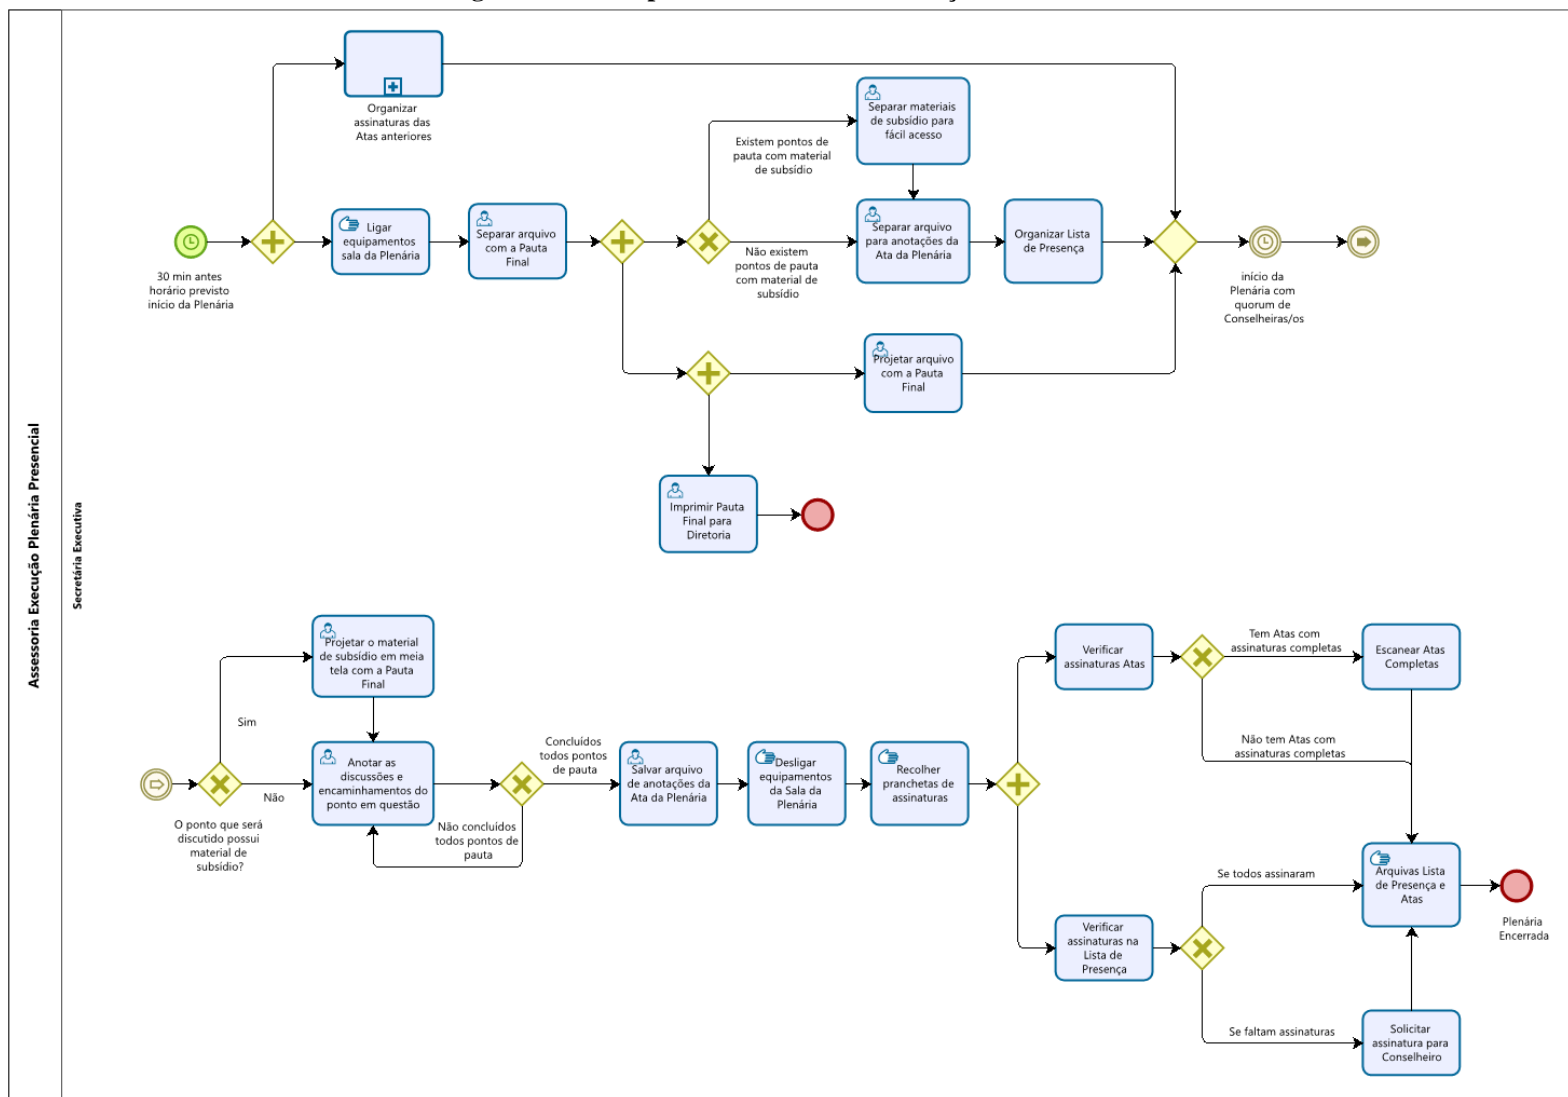 Organizar
assinaturas das
Atas anteriores
Separar materiais
de subsídio para
fácil acesso
Existem pontos de
pauta com material
de subsídio
Ligar
equipamentos
sala da Plenária
Separar arquivo
com a Pauta
Final
Não existem
pontos de pauta
com material de
subsídio
Separar arquivo
para anotações da
Ata da Plenária
Organizar Lista
de Presença
30 min antes
horário previsto
início da Plenária
início da
Plenária com
quorum de
Conselheiras/os
Projetar arquivo
com a Pauta
Final
Imprimir Pauta
Final para
Diretoria
Assessoria Execução Plenária Presencial
Secretária Executiva
Projetar o material
de subsídio em meia
tela com a Pauta
Final
Sim
Não
O ponto que será
discutido possui
material de
subsídio?
Anotar as
discussões e
encaminhamentos do
ponto em questão
Concluídos
todos pontos de
pauta
Não concluídos
todos pontos de
pauta
Salvar arquivo
de anotações da
Ata da Plenária
Desligar
equipamentos
da Sala da
Plenária
Recolher
pranchetas de
assinaturas
Verificar
assinaturas Atas
Tem Atas com
assinaturas completas
Escanear Atas
Completas
Não tem Atas com
assinaturas completas
Se todos assinaram
Arquivas Lista
de Presença e
Atas
Plenária
Encerrada
Verificar
assinaturas na
Lista de
Presença
Se faltam assinaturas
Solicitar
assinatura para
Conselheiro